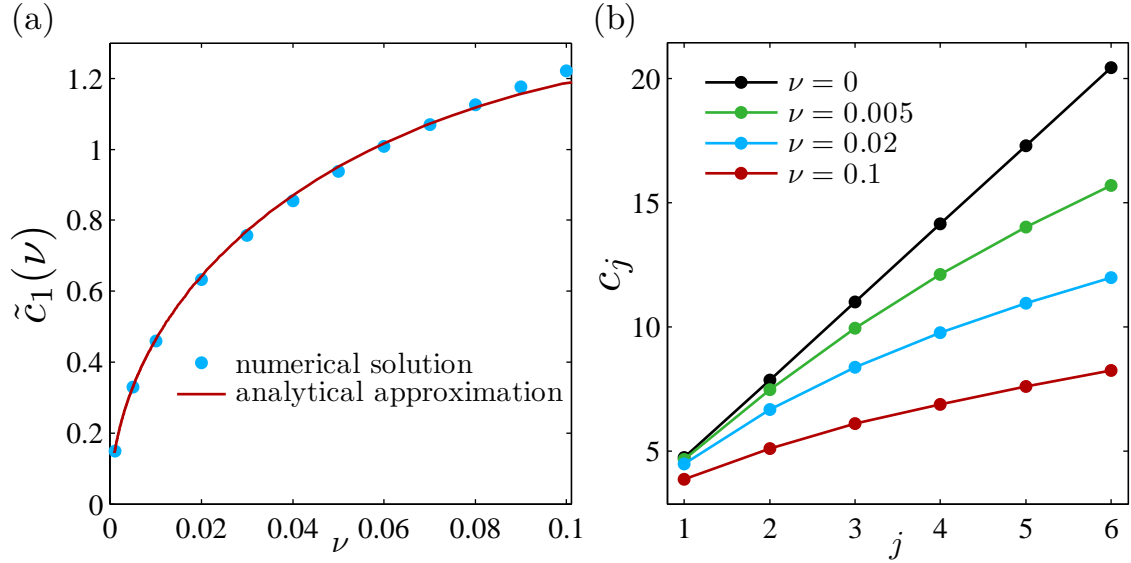 (a)
1.2
1
0.8
0.6
0.4
0.2
0
c̃₁(ν)
numerical solution
analytical approximation
0 0.02 0.04 0.06 0.08 0.1
ν
(b)
20
15
10
5
cⱼ
ν = 0
ν = 0.005
ν = 0.02
ν = 0.1
1 2 3 4 5 6
j